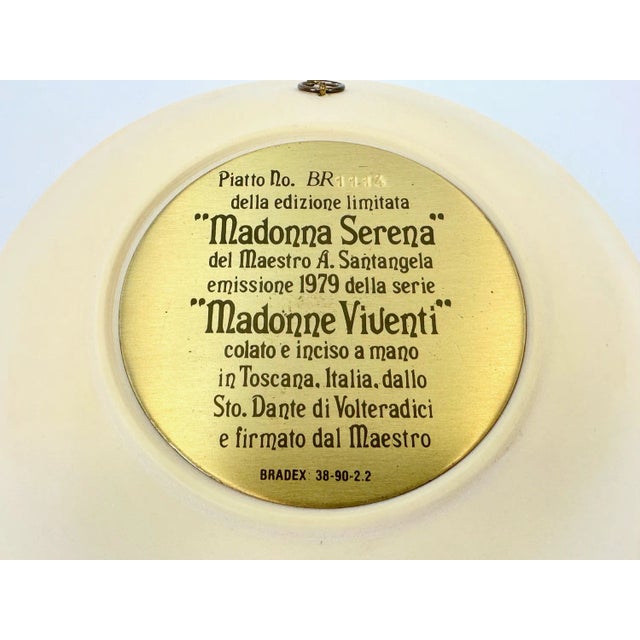 Piatto No. BR1113
della edizione limitata
"Madonna Serena"
del Maestro A. Santangela
emissione 1979 della serie
"Madonne Viventi"
colato e inciso a mano
in Toscana, Italia, dallo
Sto. Dante di Volteradici
e firmato dal Maestro
BRADEX 38-90-2.2